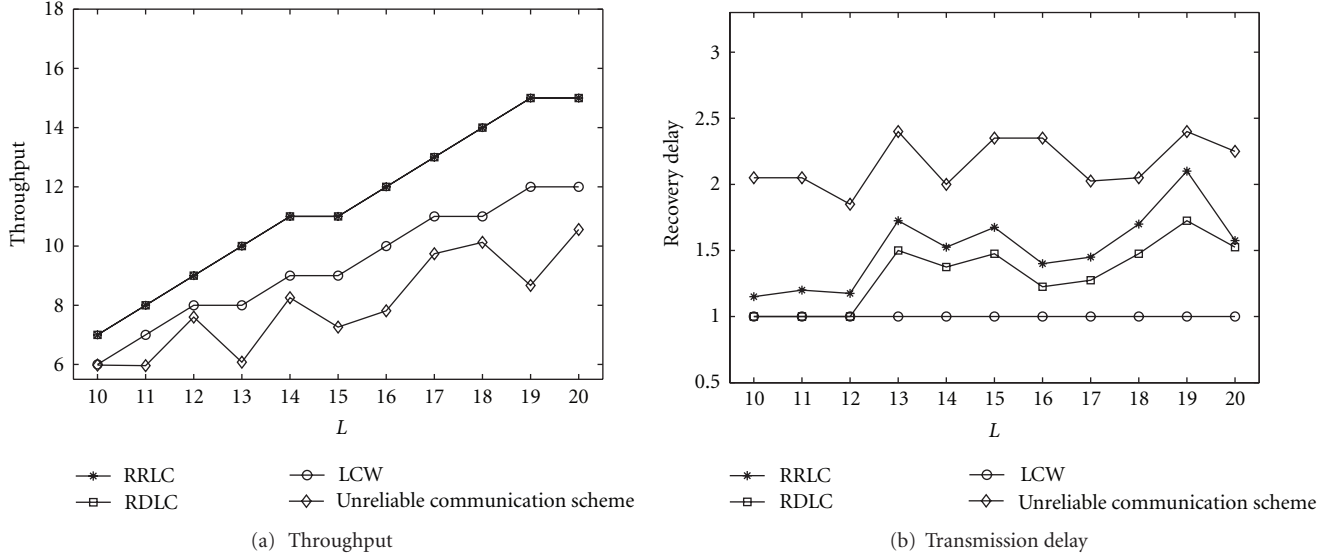 18
16
14
12
10
8
6
Throughput
10 11 12 13 14 15 16 17 18 19 20
L
RRLC
LCW
RDLC
Unreliable communication scheme
(a) Throughput
3
2.5
2
1.5
1
0.5
Recovery delay
10 11 12 13 14 15 16 17 18 19 20
L
RRLC
LCW
RDLC
Unreliable communication scheme
(b) Transmission delay